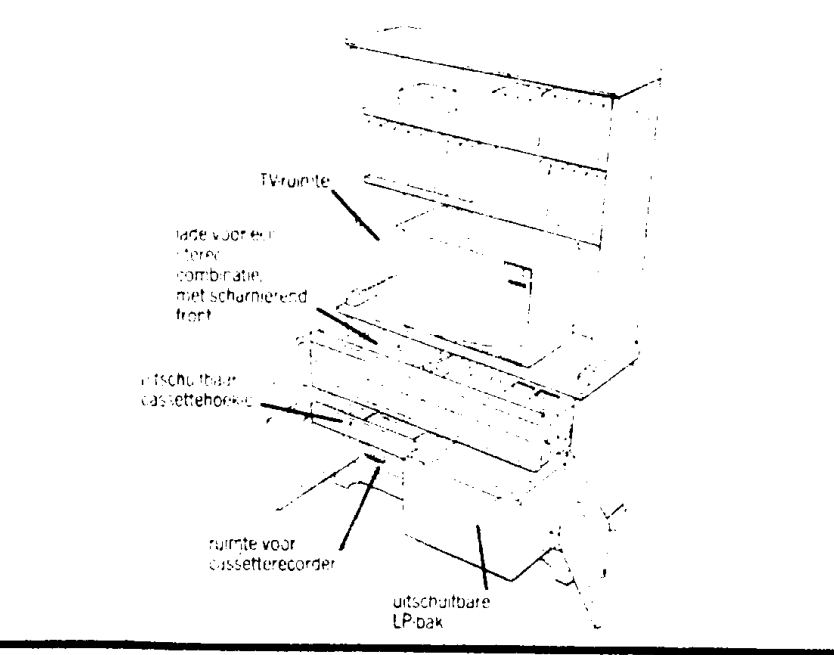 TV-ruimte
lade voor een
stereo
combinatie,
met scharnierend
front
uitschuifbaar
cassettehoekje
ruimte voor
cassetterecorder
uitschuifbare
LP-bak